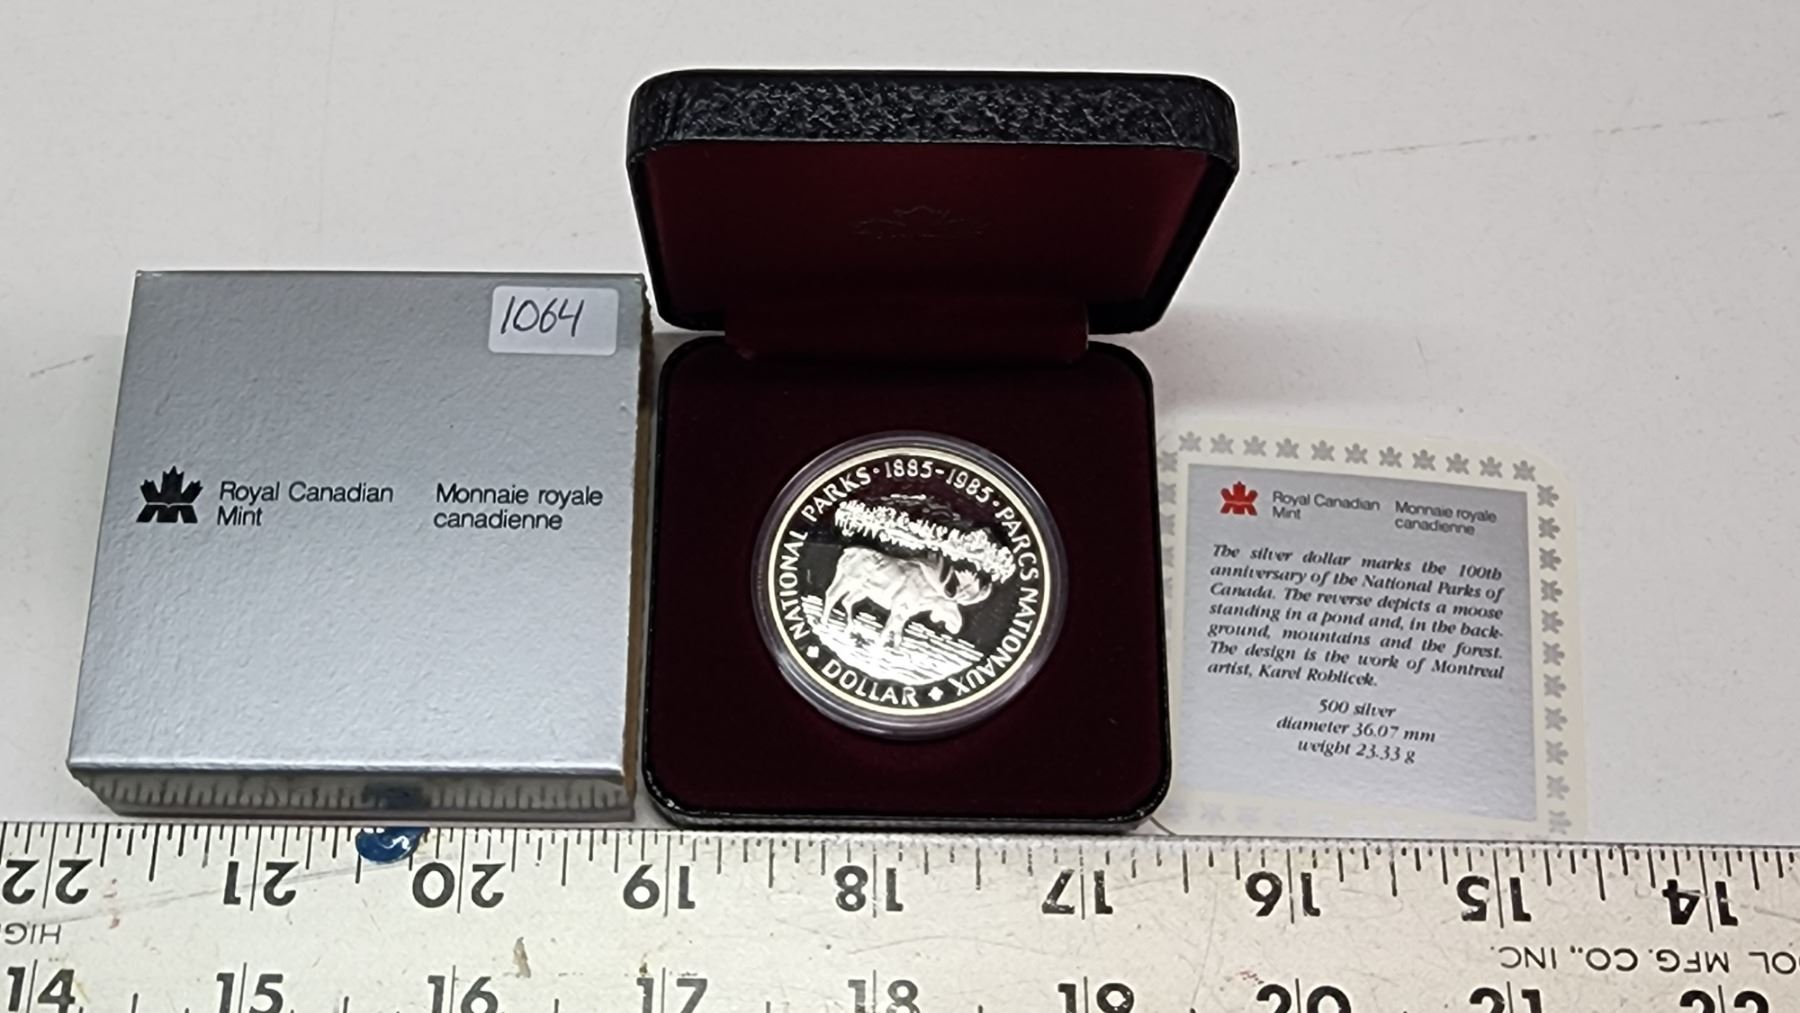 1064
Royal Canadian Mint
Monnaie royale canadienne
NATIONAL PARKS • 1885-1985 • PARCS NATIONAUX
DOLLAR
Royal Canadian Mint
Monnaie royale canadienne
The silver dollar marks the 100th
anniversary of the National Parks of
Canada. The reverse depicts a moose
standing in a pond and, in the back-
ground, mountains and the forest.
The design is the work of Montreal
artist, Karel Rohlicek.
500 silver
diameter 36.07 mm
weight 23.33 g
22 21 20 19 18 17 16 15 14
HIG
OOL MFG. CO., INC.
14 15 16 17 18 19 20 21 22